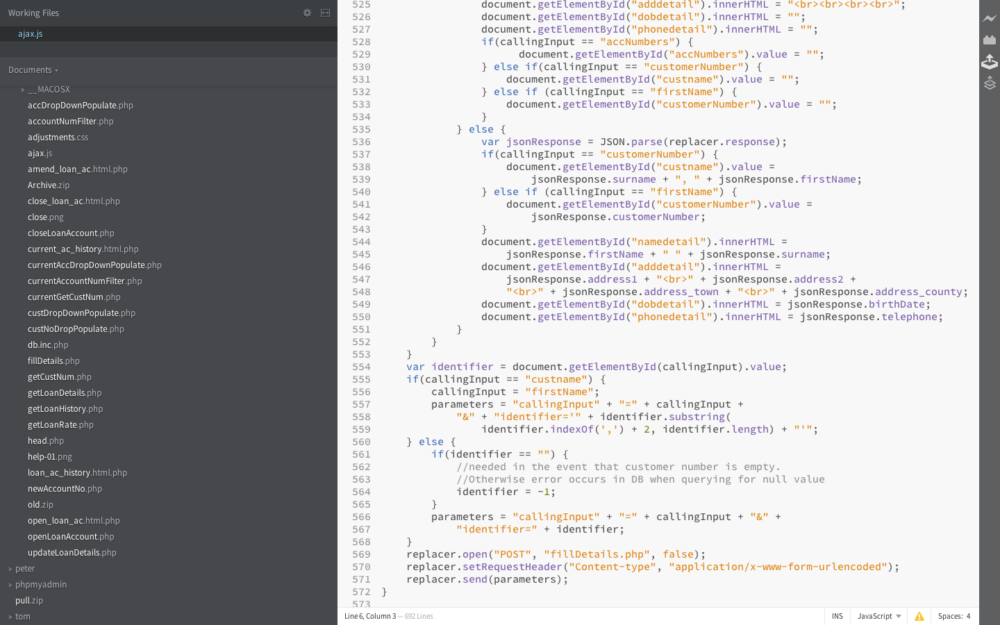 Working Files
ajax.js
Documents
__MACOSX
accDropDownPopulate.php
accountNumFilter.php
adjustments.css
ajax.js
amend_loan_ac.html.php
Archive.zip
close_loan_ac.html.php
close.png
closeLoanAccount.php
current_ac_history.html.php
currentAccDropDownPopulate.php
currentAccountNumFilter.php
currentGetCustNum.php
custDropDownPopulate.php
custNoDropPopulate.php
db.inc.php
fillDetails.php
getCustNum.php
getLoanDetails.php
getLoanHistory.php
getLoanRate.php
head.php
help-01.png
loan_ac_history.html.php
newAccountNo.php
old.zip
open_loan_ac.html.php
openLoanAccount.php
updateLoanDetails.php
peter
phpmyadmin
pull.zip
tom
525 document.getElementById("adddetail").innerHTML = "<br><br><br><br>";
526 document.getElementById("dobdetail").innerHTML = "";
527 document.getElementById("phonedetail").innerHTML = "";
528 if(callingInput == "accNumbers") {
529 document.getElementById("accNumbers").value = "";
530 } else if(callingInput == "customerNumber") {
531 document.getElementById("custname").value = "";
532 } else if (callingInput == "firstName") {
533 document.getElementById("customerNumber").value = "";
534 }
535 } else {
536 var jsonResponse = JSON.parse(replacer.response);
537 if(callingInput == "customerNumber") {
538 document.getElementById("custname").value =
539 jsonResponse.surname + ", " + jsonResponse.firstName;
540 } else if (callingInput == "firstName") {
541 document.getElementById("customerNumber").value =
542 jsonResponse.customerNumber;
543 }
544 document.getElementById("namedetail").innerHTML =
545 jsonResponse.firstName + " " + jsonResponse.surname;
546 document.getElementById("adddetail").innerHTML =
547 jsonResponse.address1 + "<br>" + jsonResponse.address2 +
548 "<br>" + jsonResponse.address_town + "<br>" + jsonResponse.address_county;
549 document.getElementById("dobdetail").innerHTML = jsonResponse.birthDate;
550 document.getElementById("phonedetail").innerHTML = jsonResponse.telephone;
551 }
552 }
553 }
554 var identifier = document.getElementById(callingInput).value;
555 if(callingInput == "custname") {
556 callingInput = "firstName";
557 parameters = "callingInput" + "=" + callingInput +
558 "&" + "identifier='" + identifier.substring(
559 identifier.indexOf(',') + 2, identifier.length) + "'";
560 } else {
561 if(identifier == "") {
562 //needed in the event that customer number is empty.
563 //Otherwise error occurs in DB when querying for null value
564 identifier = -1;
565 }
566 parameters = "callingInput" + "=" + callingInput + "&" +
567 "identifier=" + identifier;
568 }
569 replacer.open("POST", "fillDetails.php", false);
570 replacer.setRequestHeader("Content-type", "application/x-www-form-urlencoded");
571 replacer.send(parameters);
572 }
573
Line 6, Column 3 — 692 Lines
INS JavaScript Spaces: 4